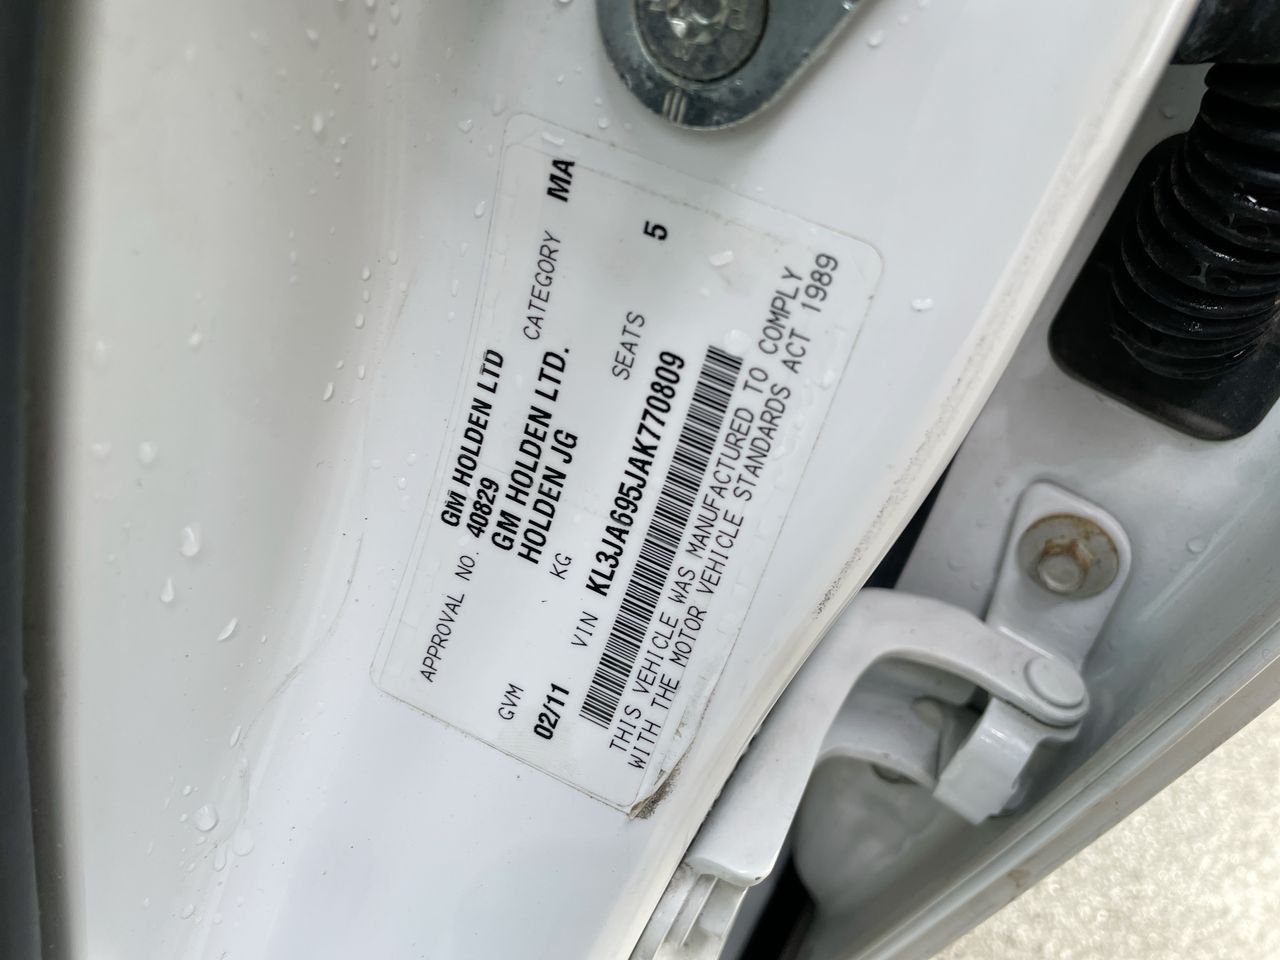 GM HOLDEN LTD
APPROVAL NO. 40829 CATEGORY MA
GM HOLDEN LTD.
HOLDEN JG
GVM KG SEATS 5
02/11 VIN KL3JA695JAK770809
THIS VEHICLE WAS MANUFACTURED TO COMPLY
WITH THE MOTOR VEHICLE STANDARDS ACT 1989